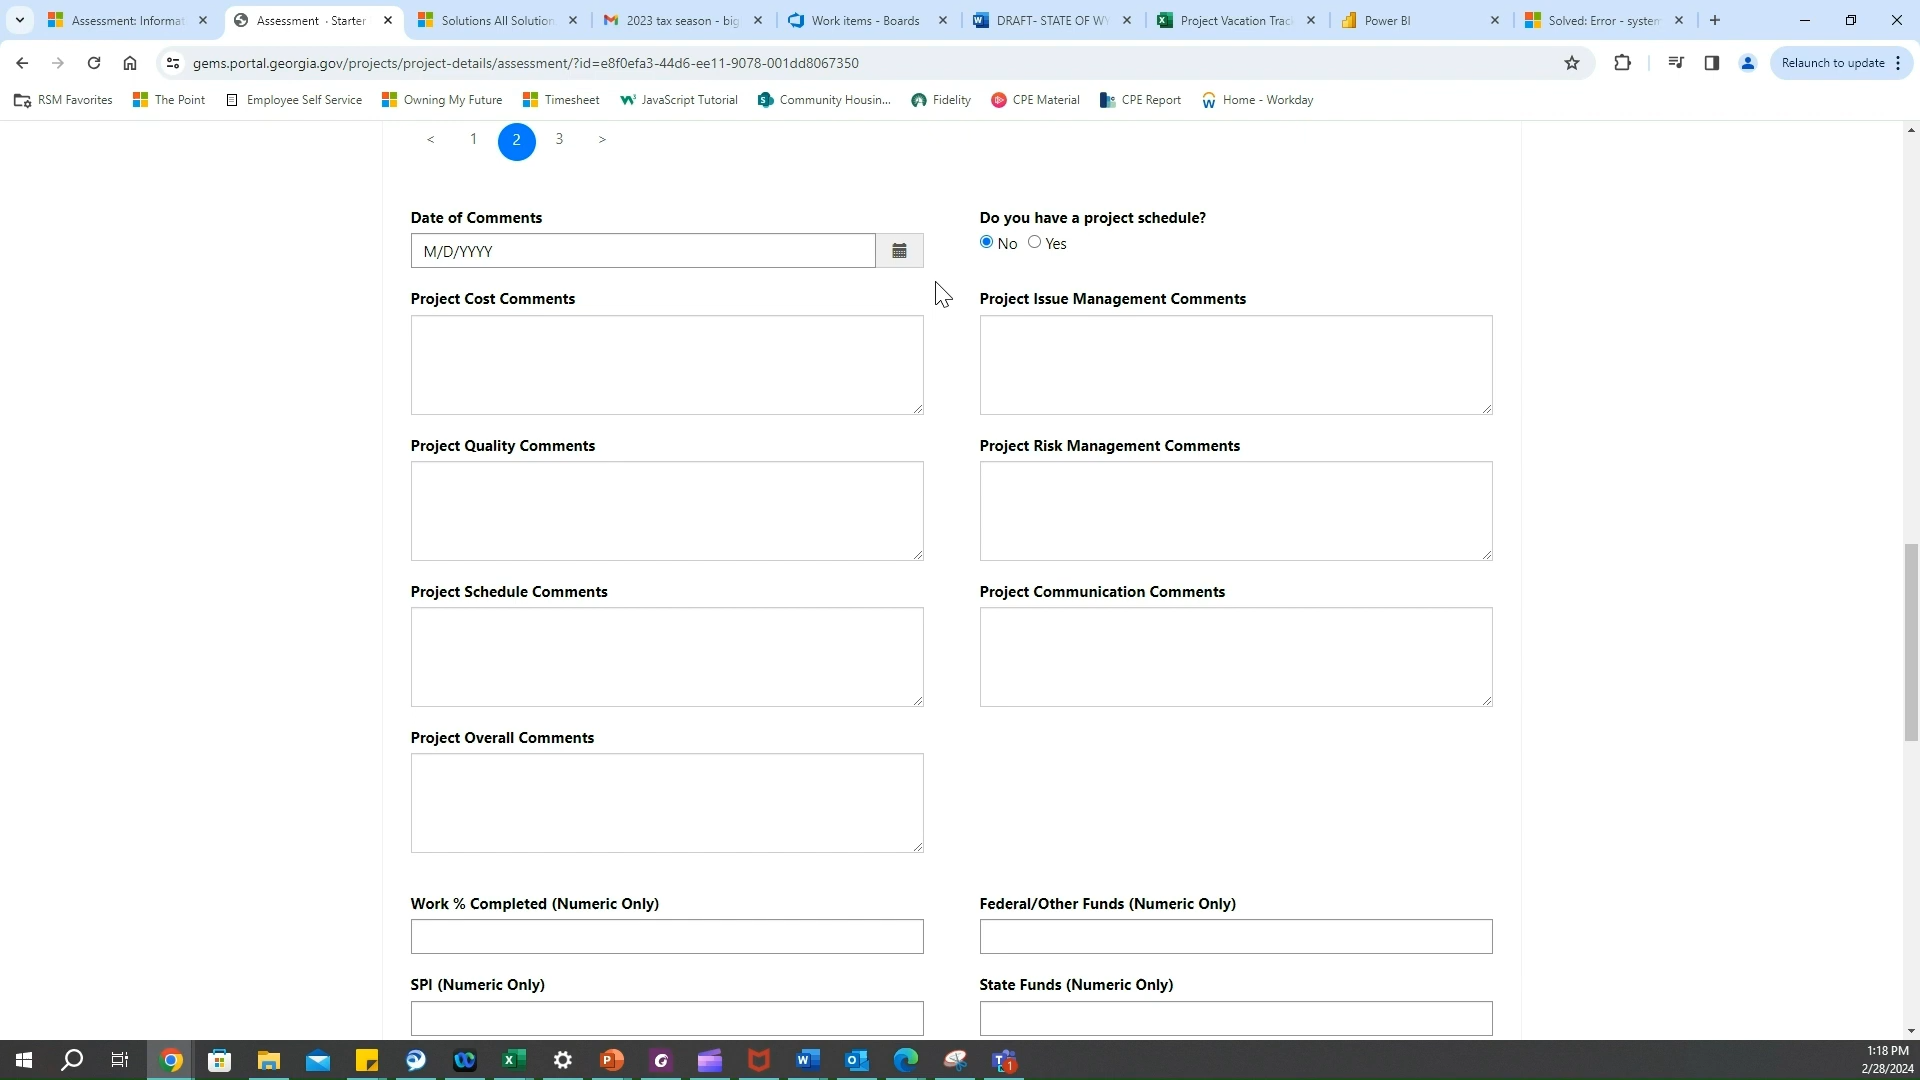 Assessment: Informat
Assessment · Starter
Solutions All Solution
2023 tax season - big
Work items - Boards
DRAFT- STATE OF WY
Project Vacation Trac
Power BI
Solved: Error - system
gems.portal.georgia.gov/projects/project-details/assessment/?id=e8f0efa3-44d6-ee11-9078-001dd8067350
Relaunch to update
RSM Favorites
The Point
Employee Self Service
Owning My Future
Timesheet
JavaScript Tutorial
Community Housin...
Fidelity
CPE Material
CPE Report
Home - Workday
< 1 2 3 >
Date of Comments
Do you have a project schedule?
M/D/YYYY
No Yes
Project Cost Comments
Project Issue Management Comments
Project Quality Comments
Project Risk Management Comments
Project Schedule Comments
Project Communication Comments
Project Overall Comments
Work % Completed (Numeric Only)
Federal/Other Funds (Numeric Only)
SPI (Numeric Only)
State Funds (Numeric Only)
1:18 PM
2/28/2024